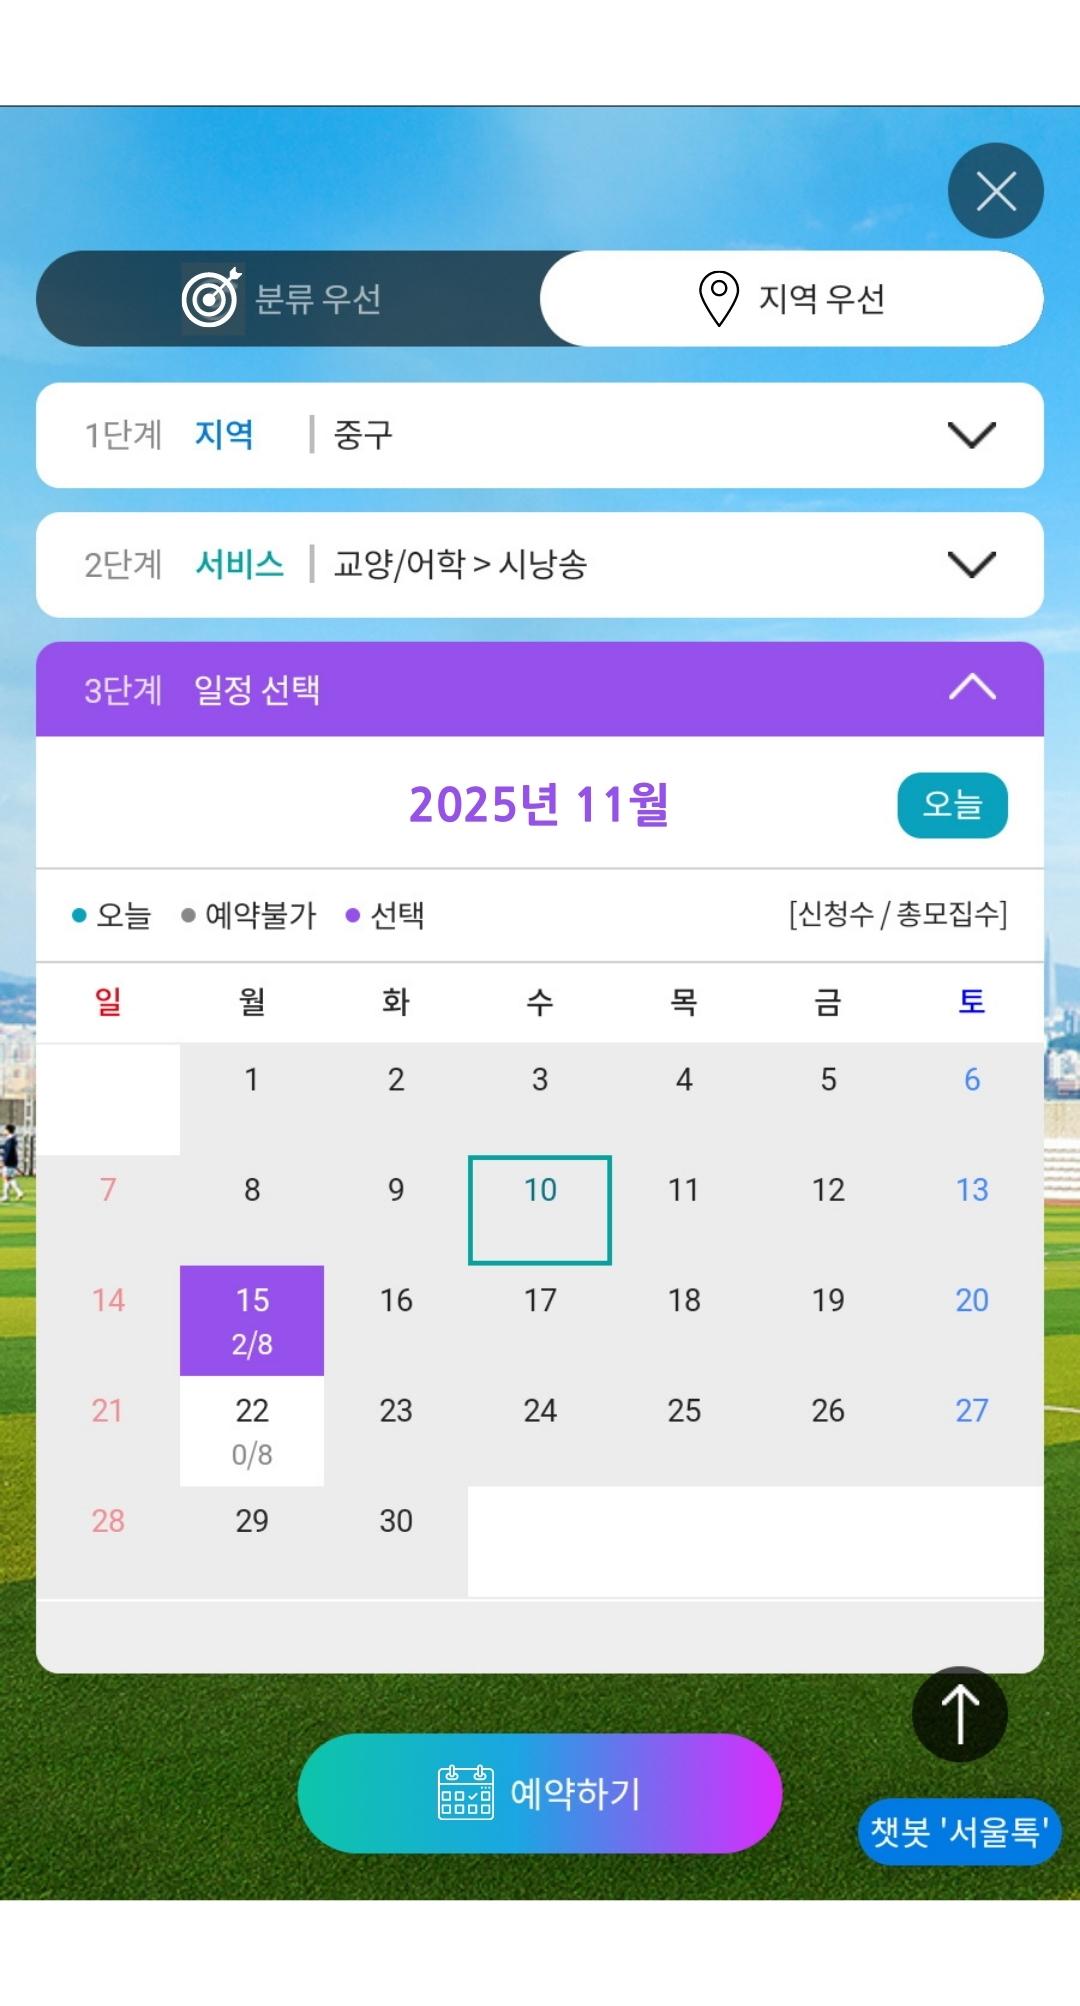 분류 우선
지역 우선
1단계 지역 | 중구
2단계 서비스 | 교양/어학 > 시낭송
3단계 일정 선택
2025년 11월
오늘
오늘 예약불가 선택 [신청수 / 총모집수]
일 월 화 수 목 금 토
1 2 3 4 5 6
7 8 9 10 11 12 13
14 15 16 17 18 19 20
2/8
21 22 23 24 25 26 27
0/8
28 29 30
예약하기
챗봇 '서울톡'